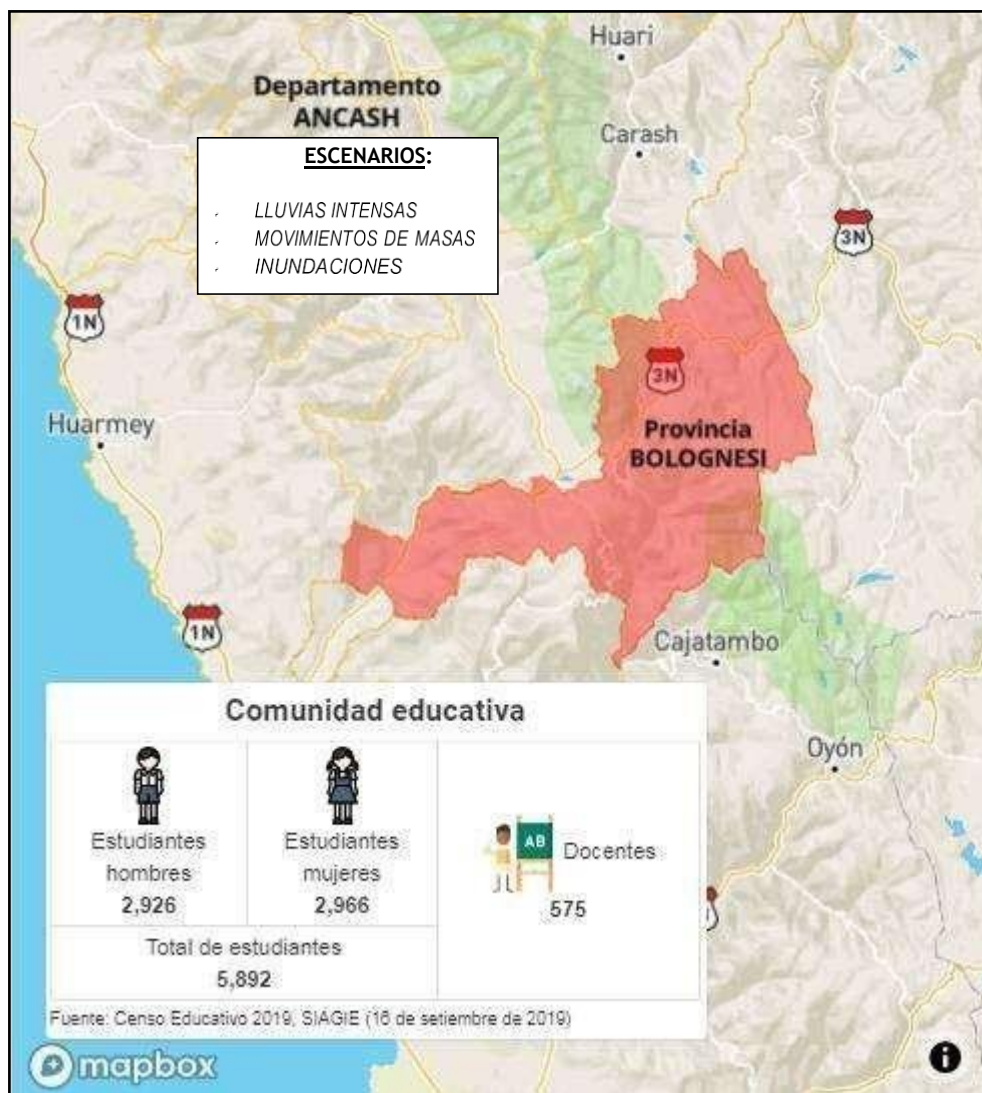 Huari
Departamento
ANCASH
Carash
ESCENARIOS:
- LLUVIAS INTENSAS
- MOVIMIENTOS DE MASAS
- INUNDACIONES
3N
1N
3N
Huarmey
Provincia
BOLOGNESI
1N
Cajatambo
Oyón
Comunidad educativa
Estudiantes
hombres
2,926
Estudiantes
mujeres
2,966
AB
Docentes
575
Total de estudiantes
5,892
Fuente: Censo Educativo 2019, SIAGIE (16 de setiembre de 2019)
mapbox
i